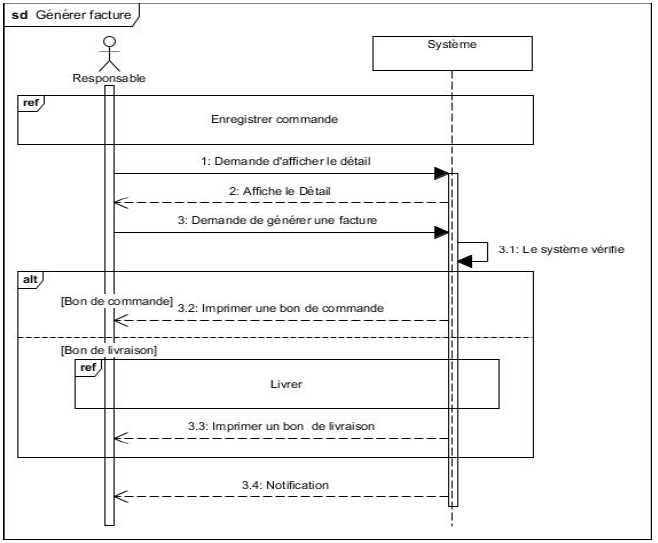 sd Générer facture
Système
Responsable
ref
Enregistrer commande
1: Demande d'afficher le détail
2: Affiche le Détail
3: Demande de générer une facture
3.1: Le système vérifie
alt
[Bon de commande]
3.2: Imprimer une bon de commande
[Bon de livraison]
ref
Livrer
3.3: Imprimer un bon de livraison
3.4: Notification